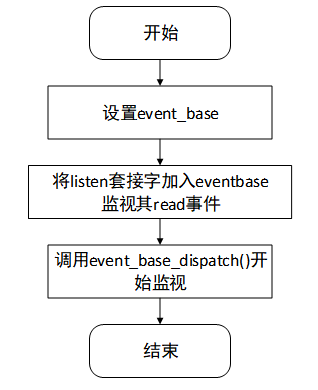 开始
设置event_base
将listen套接字加入eventbase
监视其read事件
调用event_base_dispatch()开
始监视
结束